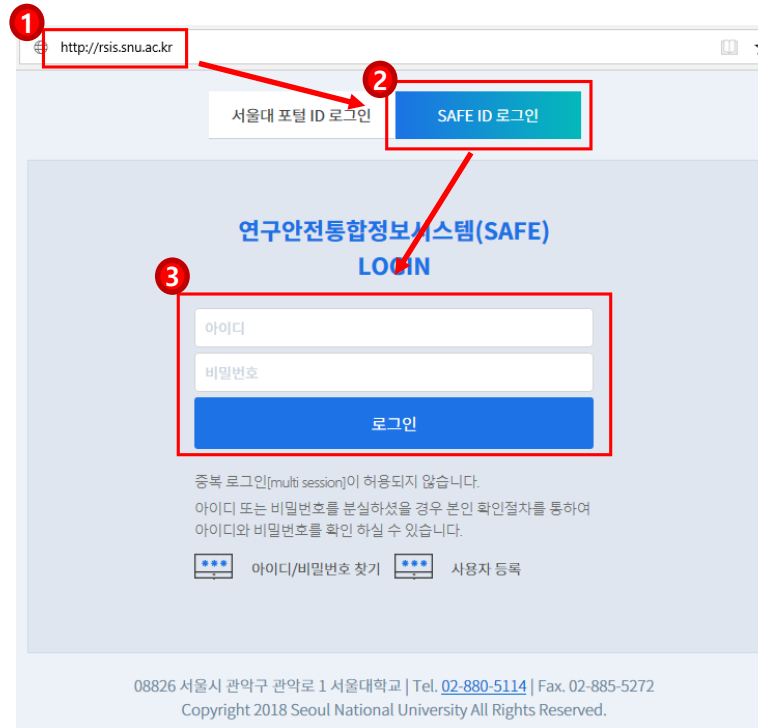 1
http://rsis.snu.ac.kr
2
서울대 포털 ID 로그인
SAFE ID 로그인
연구안전통합정보시스템(SAFE)
LOGIN
3
아이디
비밀번호
로그인
중복 로그인[multi session]이 허용되지 않습니다.
아이디 또는 비밀번호를 분실하셨을 경우 본인 확인절차를 통하여
아이디와 비밀번호를 확인 하실 수 있습니다.
*** 아이디/비밀번호 찾기 *** 사용자 등록
08826 서울시 관악구 관악로 1 서울대학교 | Tel. 02-880-5114 | Fax. 02-885-5272
Copyright 2018 Seoul National University All Rights Reserved.